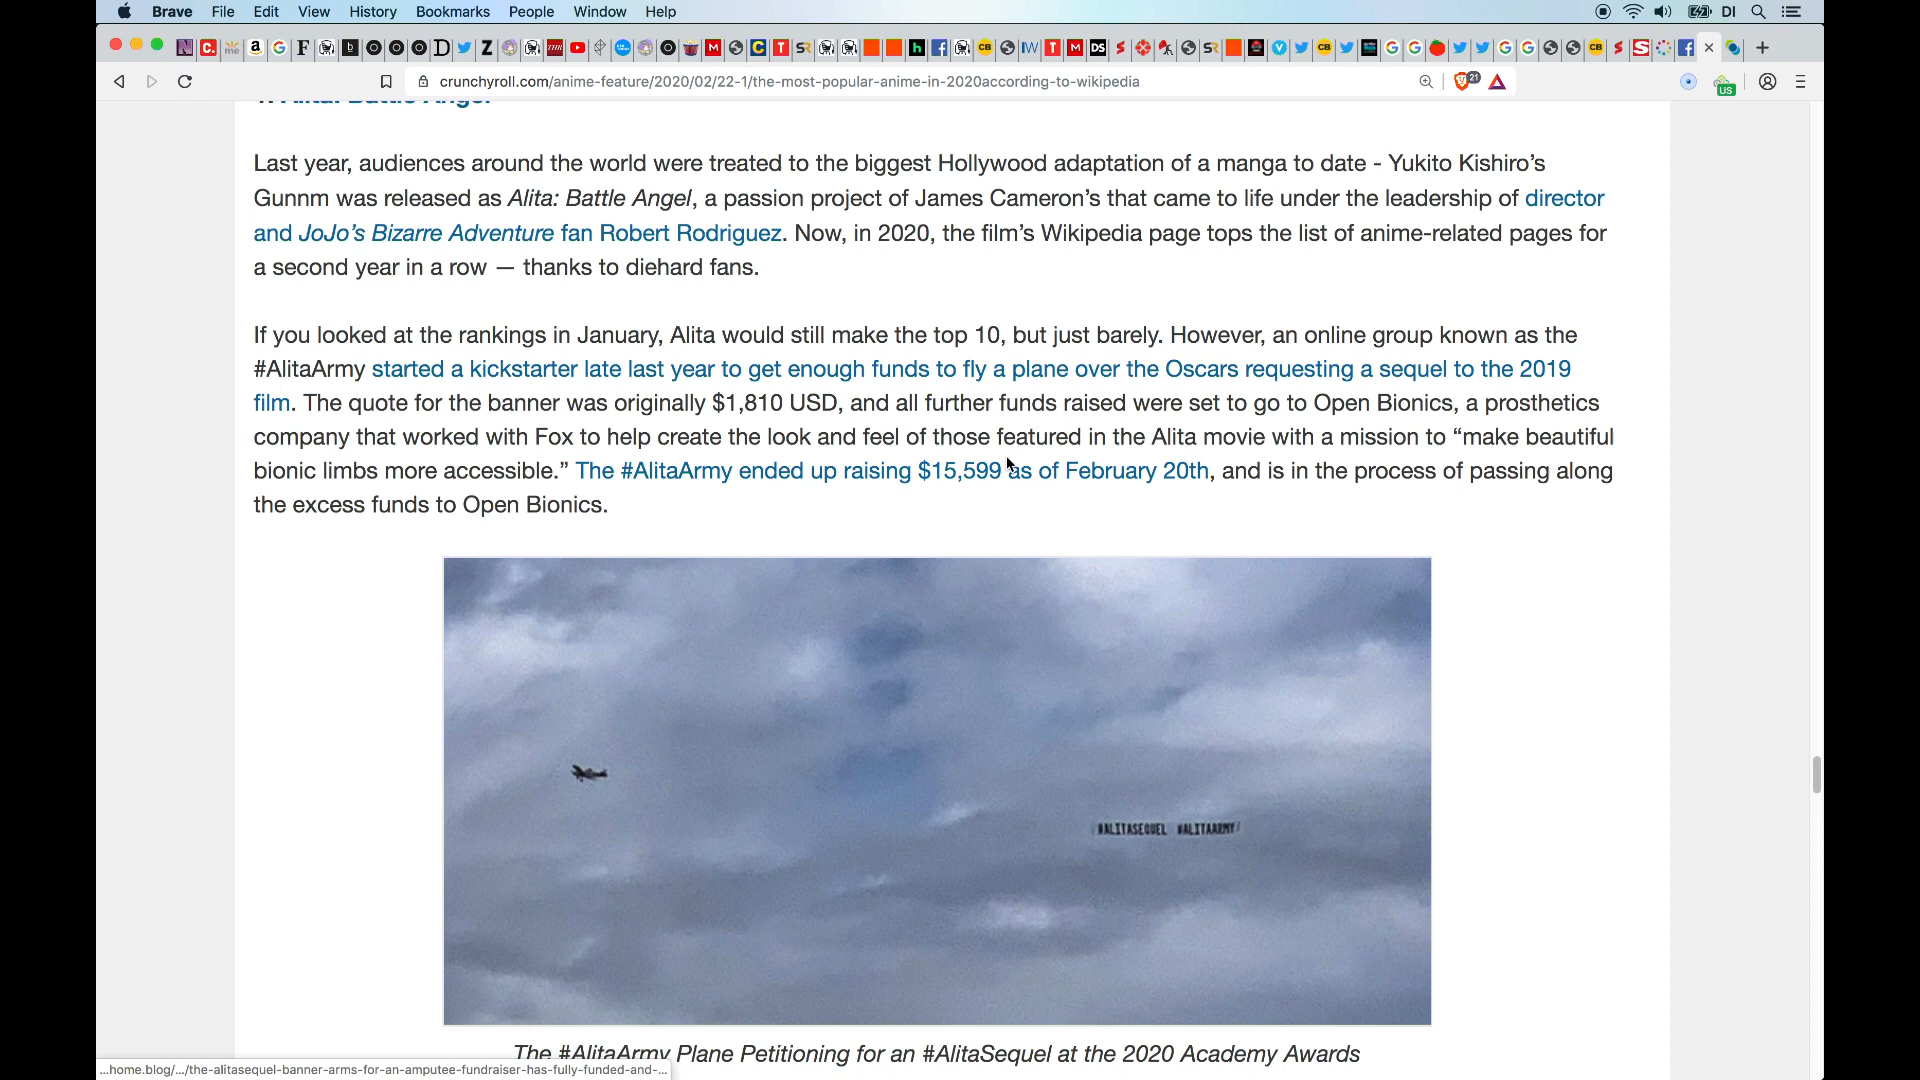 Brave File Edit View History Bookmarks People Window Help DI
crunchyroll.com/anime-feature/2020/02/22-1/the-most-popular-anime-in-2020according-to-wikipedia 21 US
1. Alita: Battle Angel
Last year, audiences around the world were treated to the biggest Hollywood adaptation of a manga to date - Yukito Kishiro’s
Gunnm was released as Alita: Battle Angel, a passion project of James Cameron’s that came to life under the leadership of director
and JoJo’s Bizarre Adventure fan Robert Rodriguez. Now, in 2020, the film’s Wikipedia page tops the list of anime-related pages for
a second year in a row — thanks to diehard fans.
If you looked at the rankings in January, Alita would still make the top 10, but just barely. However, an online group known as the
#AlitaArmy started a kickstarter late last year to get enough funds to fly a plane over the Oscars requesting a sequel to the 2019
film. The quote for the banner was originally $1,810 USD, and all further funds raised were set to go to Open Bionics, a prosthetics
company that worked with Fox to help create the look and feel of those featured in the Alita movie with a mission to “make beautiful
bionic limbs more accessible.” The #AlitaArmy ended up raising $15,599 as of February 20th, and is in the process of passing along
the excess funds to Open Bionics.
#ALITASEQUEL #ALITAARMY
The #AlitaArmy Plane Petitioning for an #AlitaSequel at the 2020 Academy Awards
...home.blog/.../the-alitasequel-banner-arms-for-an-amputee-fundraiser-has-fully-funded-and-...